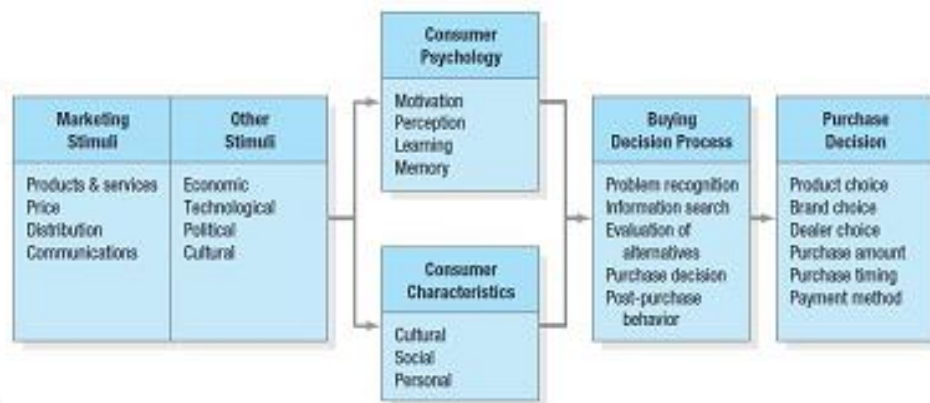 Marketing
Stimuli
Products & services
Price
Distribution
Communications
Other
Stimuli
Economic
Technological
Political
Cultural
Consumer
Psychology
Motivation
Perception
Learning
Memory
Consumer
Characteristics
Cultural
Social
Personal
Buying
Decision Process
Problem recognition
Information search
Evaluation of
alternatives
Purchase decision
Post-purchase
behavior
Purchase
Decision
Product choice
Brand choice
Dealer choice
Purchase amount
Purchase timing
Payment method